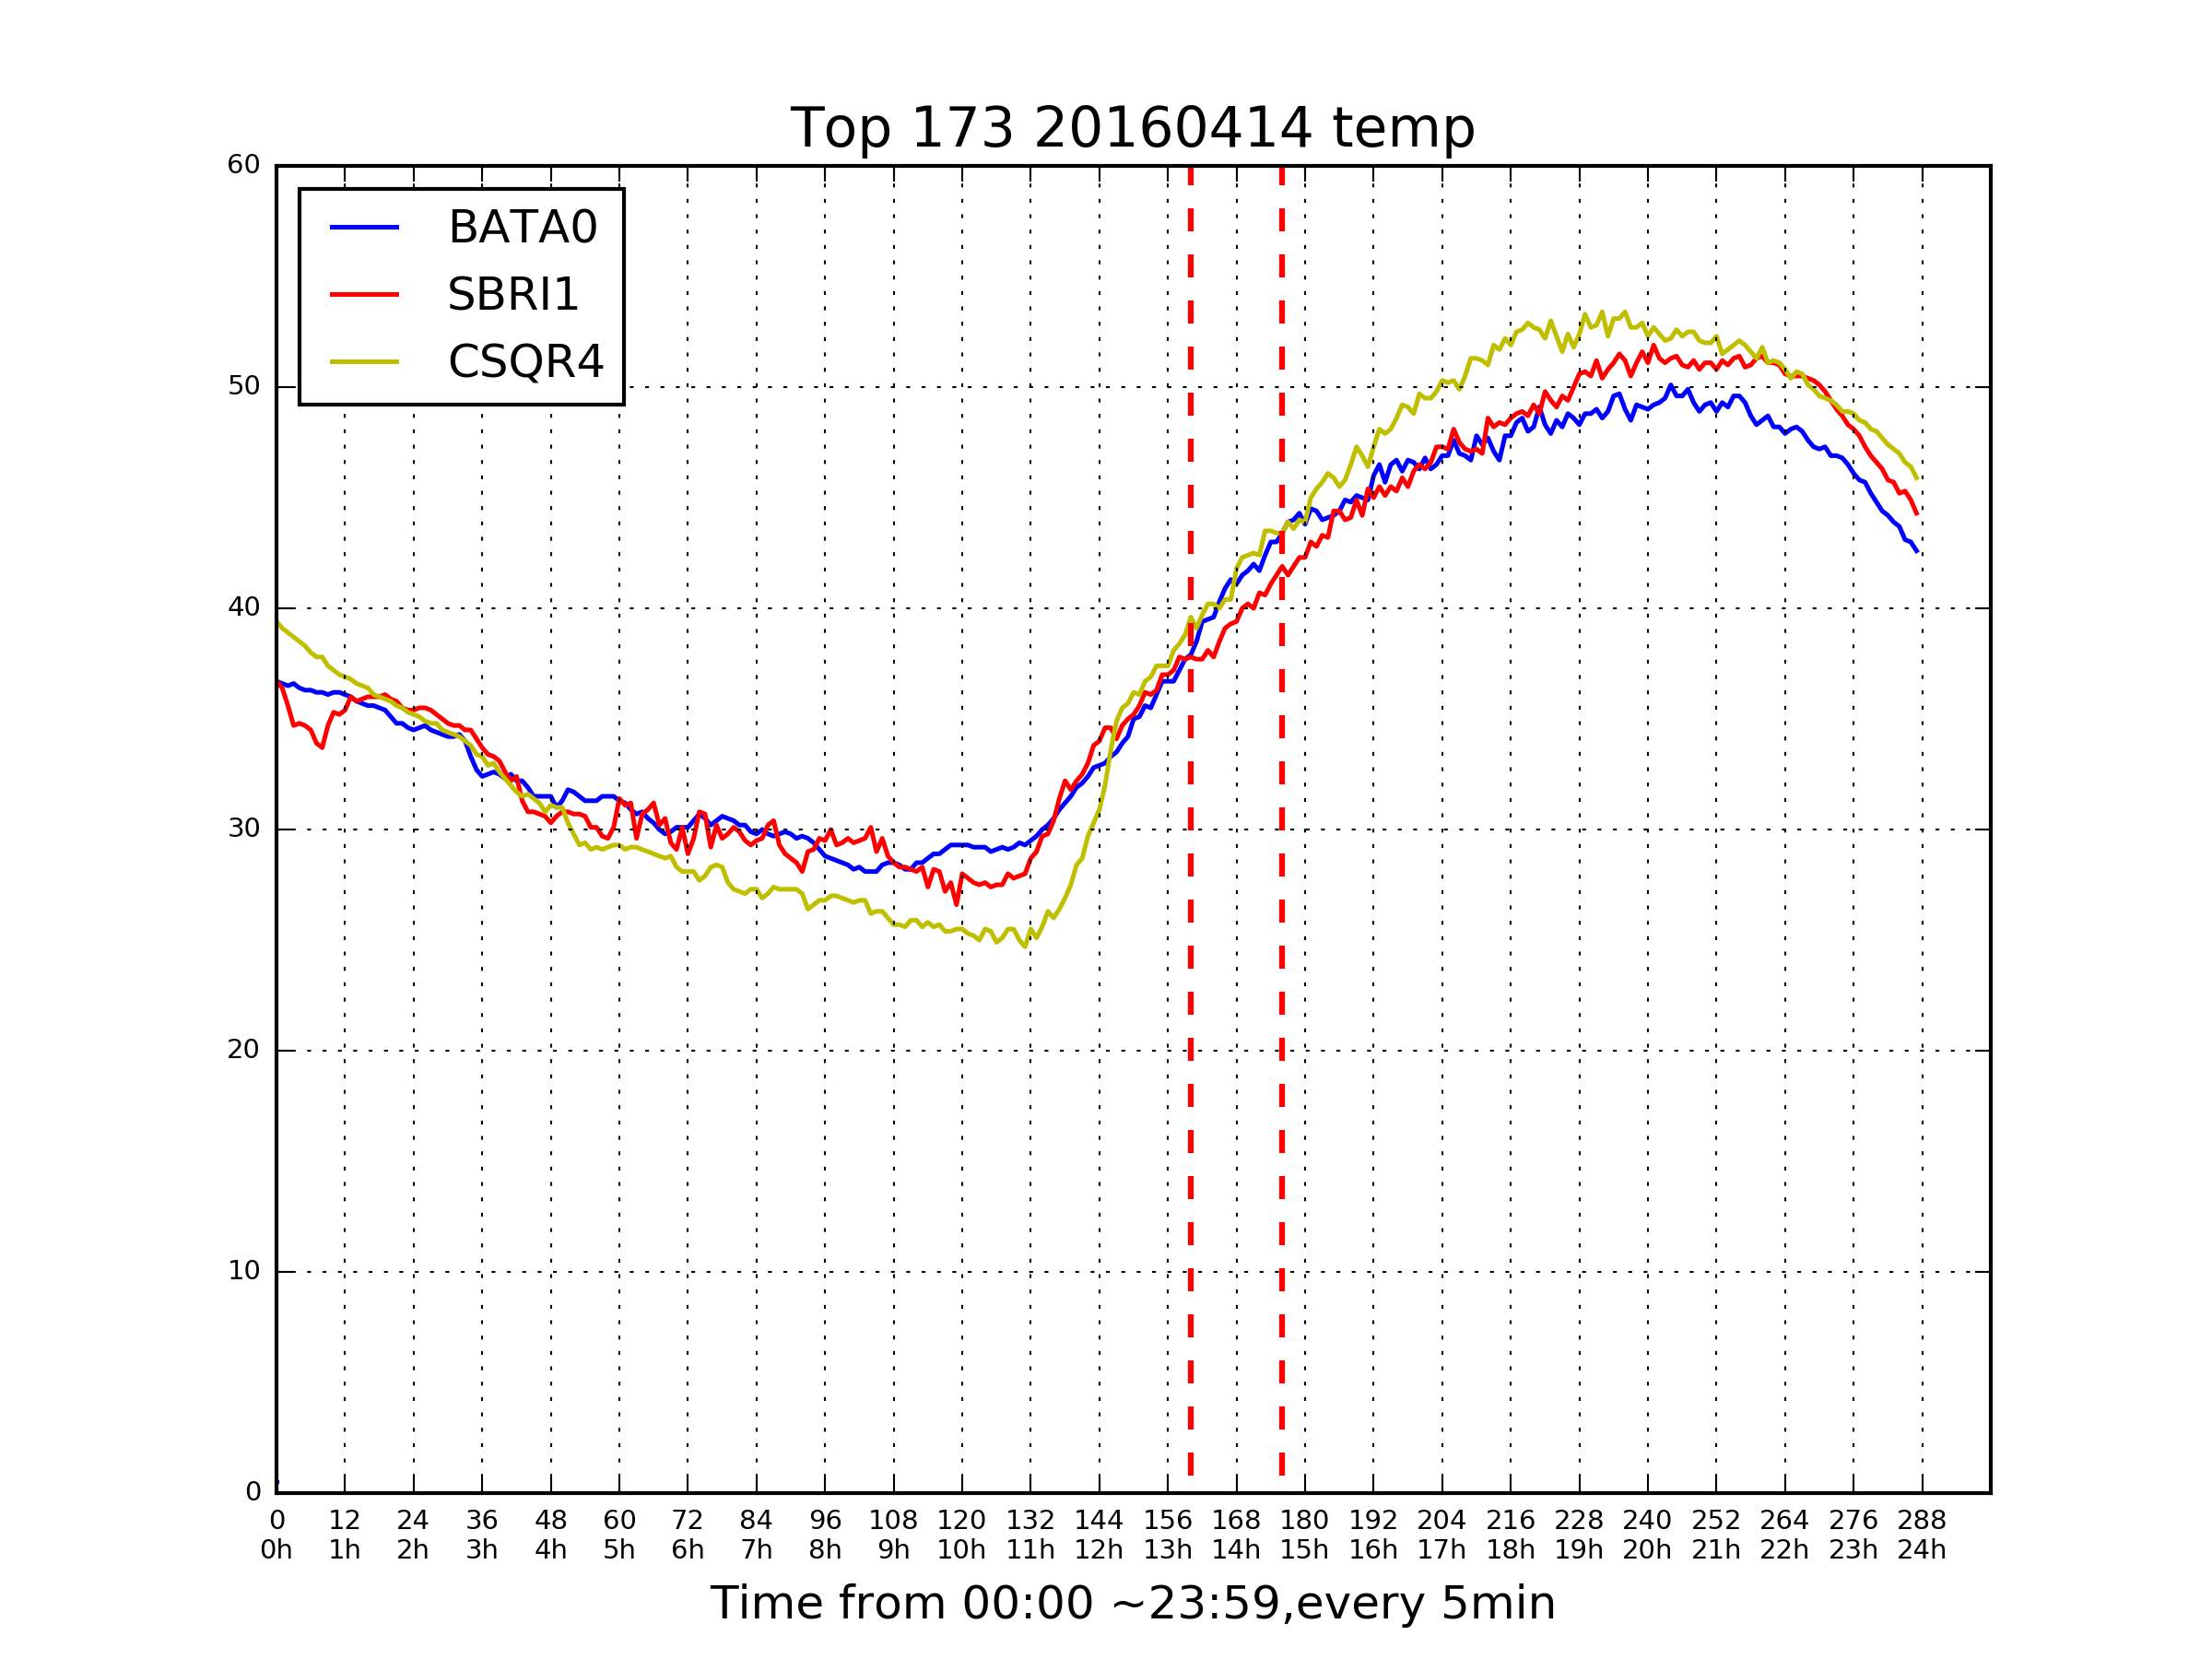 Top 173 20160414 temp
BATA0
SBRI1
CSQR4
60
50
40
30
20
10
0
0 12 24 36 48 60 72 84 96 108 120 132 144 156 168 180 192 204 216 228 240 252 264 276 288
0h 1h 2h 3h 4h 5h 6h 7h 8h 9h 10h 11h 12h 13h 14h 15h 16h 17h 18h 19h 20h 21h 22h 23h 24h
Time from 00:00 ~23:59,every 5min